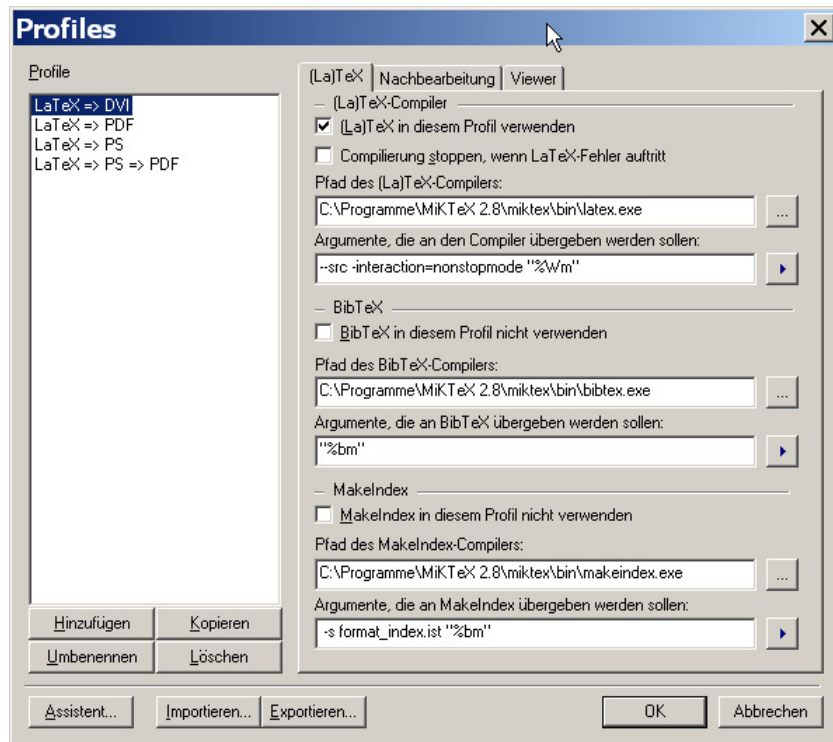 Profiles
Profile
LaTeX => DVI
LaTeX => PDF
LaTeX => PS
LaTeX => PS => PDF
Hinzufügen
Kopieren
Umbenennen
Löschen
(La)TeX
Nachbearbeitung
Viewer
(La)TeX-Compiler
(La)TeX in diesem Profil verwenden
Compilierung stoppen, wenn LaTeX-Fehler auftritt
Pfad des (La)TeX-Compilers:
C:\Programme\MiKTeX 2.8\miktex\bin\latex.exe
...
Argumente, die an den Compiler übergeben werden sollen:
--src -interaction=nonstopmode "%Wm"
BibTeX
BibTeX in diesem Profil nicht verwenden
Pfad des BibTeX-Compilers:
C:\Programme\MiKTeX 2.8\miktex\bin\bibtex.exe
...
Argumente, die an BibTeX übergeben werden sollen:
"%bm"
MakeIndex
MakeIndex in diesem Profil nicht verwenden
Pfad des MakeIndex-Compilers:
C:\Programme\MiKTeX 2.8\miktex\bin\makeindex.exe
...
Argumente, die an MakeIndex übergeben werden sollen:
-s format_index.ist "%bm"
Assistent...
Importieren...
Exportieren...
OK
Abbrechen